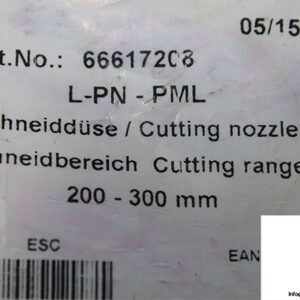 05/15
t.No.: 66617208
L-PN - PML
hneiddüse / Cutting nozzle
neidbereich Cutting range
200 - 300 mm
ESC
EAN